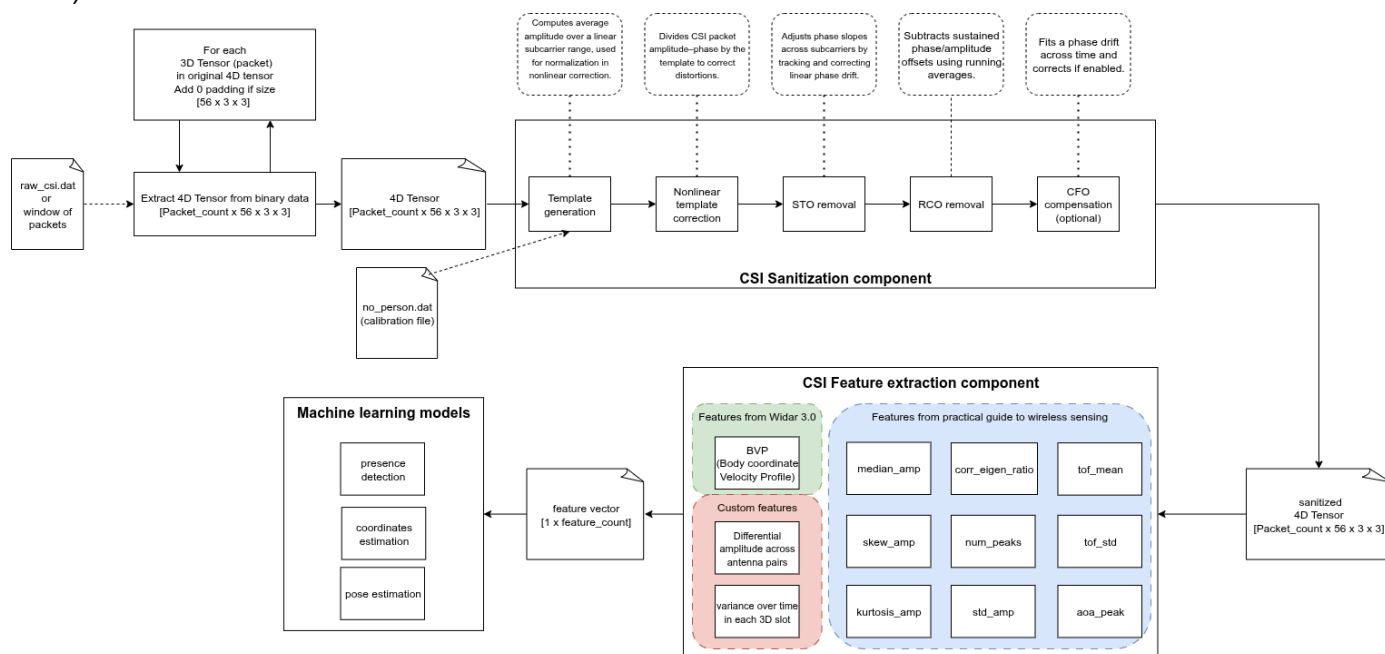 For each
3D Tensor (packet)
in original 4D tensor
Add 0 padding if size
[56 x 3 x 3]
Computes average
amplitude over a linear
subcarrier range, used
for normalization in
nonlinear correction.
Divides CSI packet
amplitude–phase by the
template to correct
distortions.
Adjusts phase slopes
across subcarriers by
tracking and correcting
linear phase drift.
Subtracts sustained
phase/amplitude
offsets using running
averages.
Fits a phase drift
across time and
corrects if enabled.
raw_csi.dat
or
window of
packets
Extract 4D Tensor from binary data
[Packet_count x 56 x 3 x 3]
4D Tensor
[Packet_count x 56 x 3 x 3]
Template
generation
Nonlinear
template
correction
STO removal
RCO removal
CFO
compensation
(optional)
CSI Sanitization component
no_person.dat
(calibration file)
Machine learning models
presence
detection
coordinates
estimation
pose estimation
feature vector
[1 x feature_count]
CSI Feature extraction component
Features from Widar 3.0
BVP
(Body coordinate
Velocity Profile)
Custom features
Differential
amplitude across
antenna pairs
variance over time
in each 3D slot
Features from practical guide to wireless sensing
median_amp
corr_eigen_ratio
tof_mean
skew_amp
num_peaks
tof_std
kurtosis_amp
std_amp
aoa_peak
sanitized
4D Tensor
[Packet_count x 56 x 3 x 3]